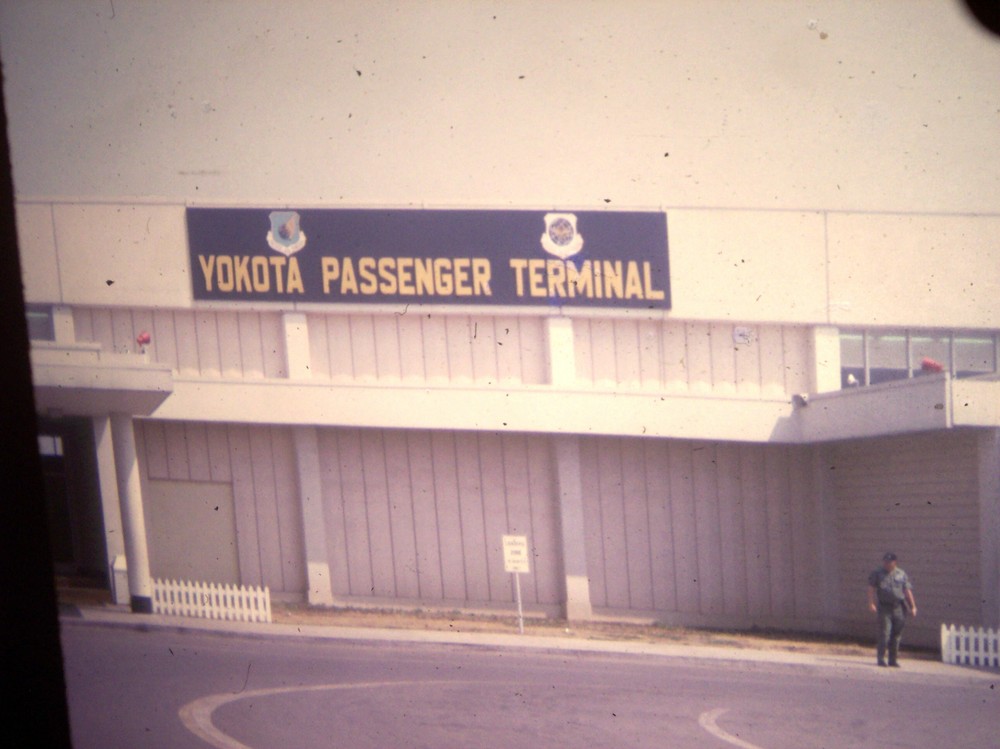 YOKOTA PASSENGER TERMINAL